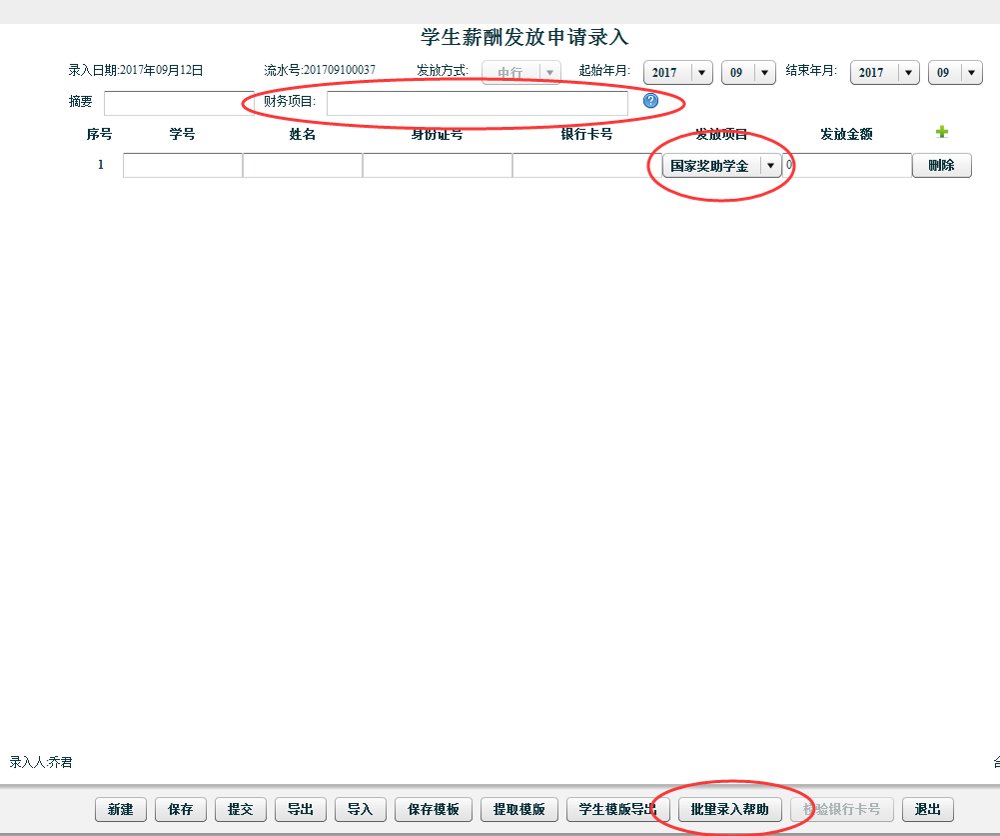 学生薪酬发放申请录入
录入日期:2017年09月12日 流水号:201709100037 发放方式: 中行 起始年月: 2017 09 结束年月: 2017 09
摘要 财务项目:
序号 学号 姓名 身份证号 银行卡号 发放项目 发放金额
1 国家奖助学金 0 删除
录入人:乔君
新建 保存 提交 导出 导入 保存模板 提取模版 学生模版导出 批量录入帮助 校验银行卡号 退出